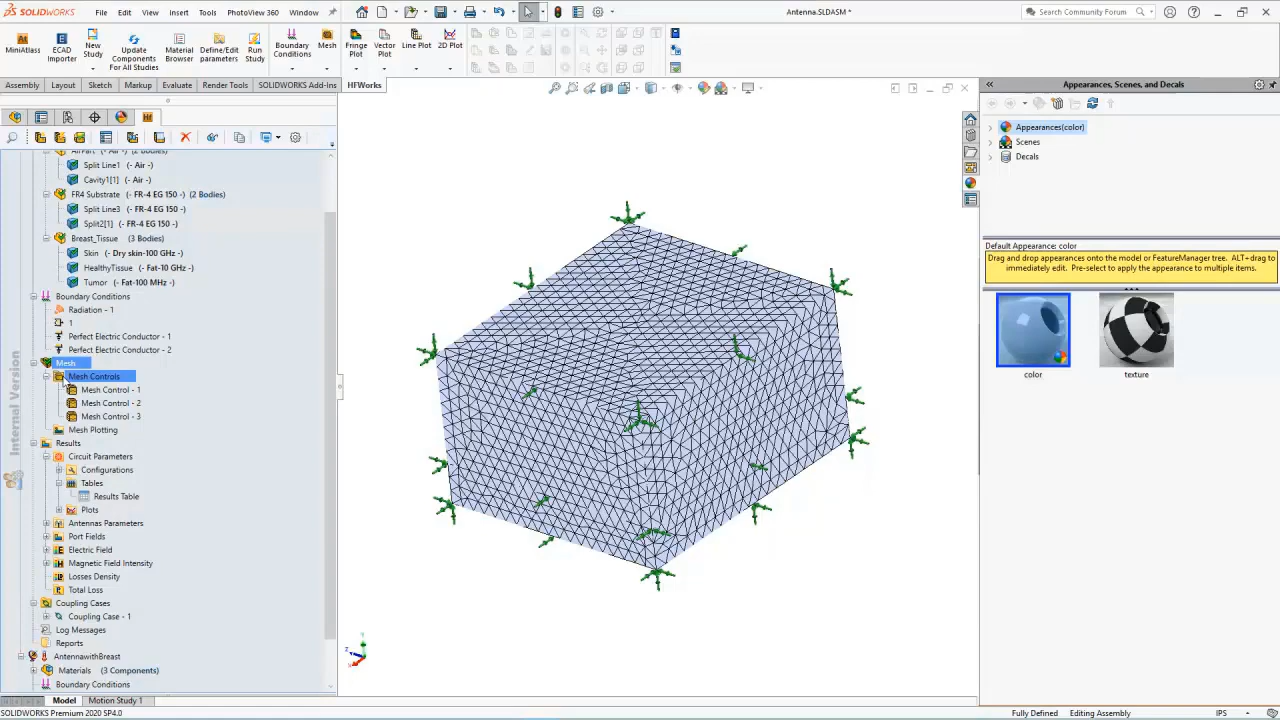 SOLIDWORKS File Edit View Insert Tools PhotoView 360 Window Antenna.SLDASM * Search Community Forum
MiniAtlass
ECAD Importer
New Study
Update Components For All Studies
Material Browser
Define/Edit parameters
Run Study
Boundary Conditions
Mesh
Fringe Plot
Vector Plot
Line Plot
2D Plot
Assembly Layout Sketch Markup Evaluate Render Tools SOLIDWORKS Add-Ins HFWorks
AirPart (- Air -) (2 Bodies)
Split Line1 (- Air -)
Cavity1[1] (- Air -)
FR4 Substrate (- FR-4 EG 150 -) (2 Bodies)
Split Line3 (- FR-4 EG 150 -)
Split2[1] (- FR-4 EG 150 -)
Breast_Tissue (3 Bodies)
Skin (- Dry skin-100 GHz -)
HealthyTissue (- Fat-10 GHz -)
Tumor (- Fat-100 MHz -)
Boundary Conditions
Radiation - 1
1
Perfect Electric Conductor - 1
Perfect Electric Conductor - 2
Mesh
Mesh Controls
Mesh Control - 1
Mesh Control - 2
Mesh Control - 3
Mesh Plotting
Results
Circuit Parameters
Configurations
Tables
Results Table
Plots
Antennas Parameters
Port Fields
Electric Field
Magnetic Field Intensity
Losses Density
Total Loss
Coupling Cases
Coupling Case - 1
Log Messages
Reports
AntennawithBreast
Materials (3 Components)
Boundary Conditions
Internal Version
Y
Z
X
Appearances, Scenes, and Decals
Appearances(color)
Scenes
Decals
Default Appearance: color
Drag and drop appearances onto the model or FeatureManager tree. ALT+drag to
immediately edit. Pre-select to apply the appearance to multiple items.
color texture
Model Motion Study 1
SOLIDWORKS Premium 2020 SP4.0 Fully Defined Editing Assembly IPS